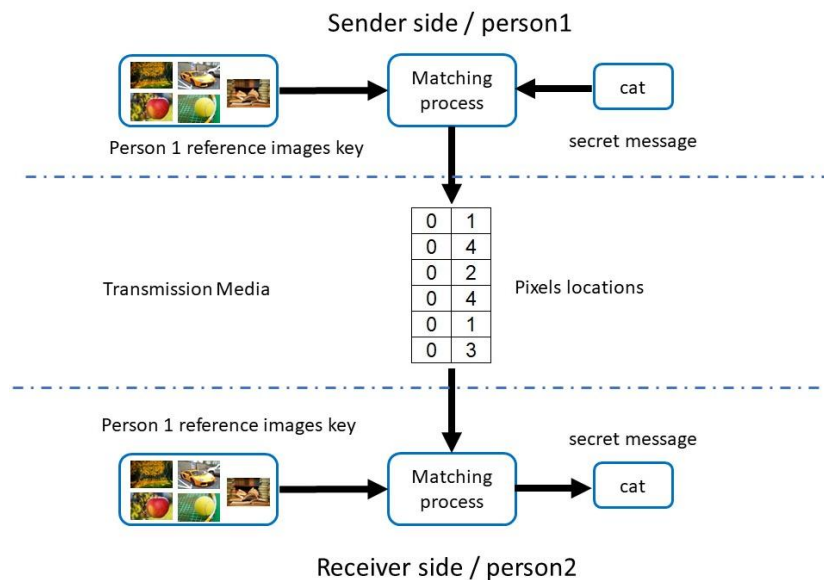 Sender side / person1
Matching
process
cat
Person 1 reference images key
secret message
0 1
0 4
0 2
0 4
0 1
0 3
Transmission Media
Pixels locations
Person 1 reference images key
secret message
Matching
process
cat
Receiver side / person2